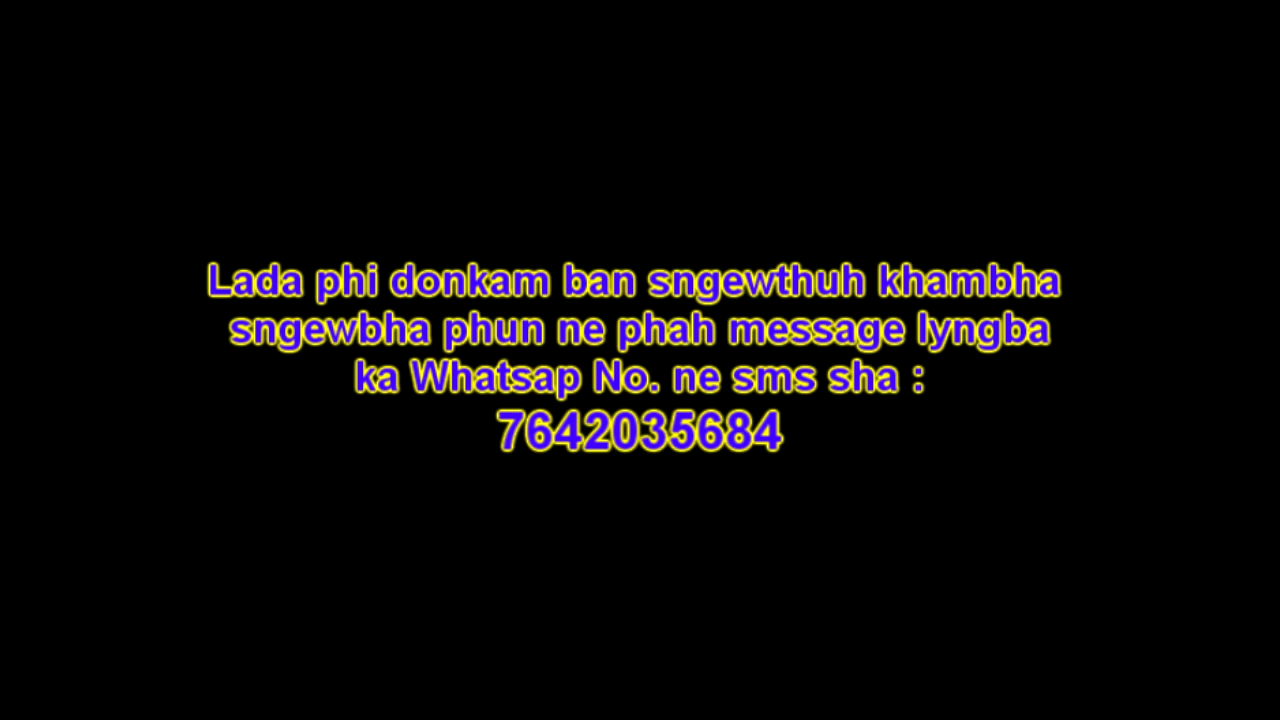 Lada phi donkam ban sngewthuh khambha
sngewbha phun ne phah message lyngba
ka Whatsap No. ne sms sha :
7642035684